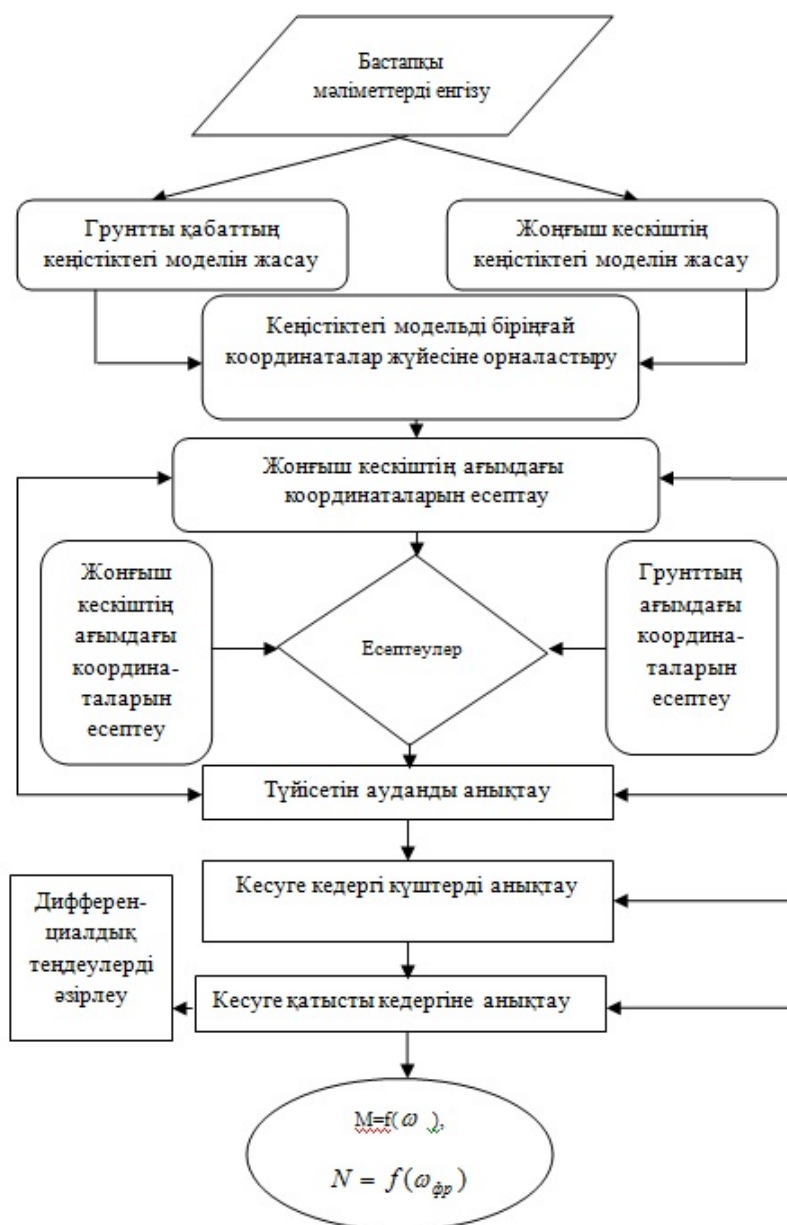 Бастапқы
мәліметтерді енгізу
Грунтты қабаттың
кеңістіктегі моделін жасау
Жоңғыш кескіштің
кеңістіктегі моделін жасау
Кеңістіктегі модельді біріңғай
координаталар жүйесіне орналастыру
Жонғыш кескіштің ағымдағы
координаталарын есептау
Жонғыш
кескіштің
ағымдағы
координа-
таларын
есептеу
Есептеулер
Грунттың
ағымдағы
координа-
таларын
есептеу
Түйісетін ауданды анықтау
Кесуге кедергі күштерді анықтау
Дифферен-
циалдық
теңдеулерді
әзірлеу
Кесуге қатысты кедергіне анықтау
M=f(ω ),
N = f(ω_фр)